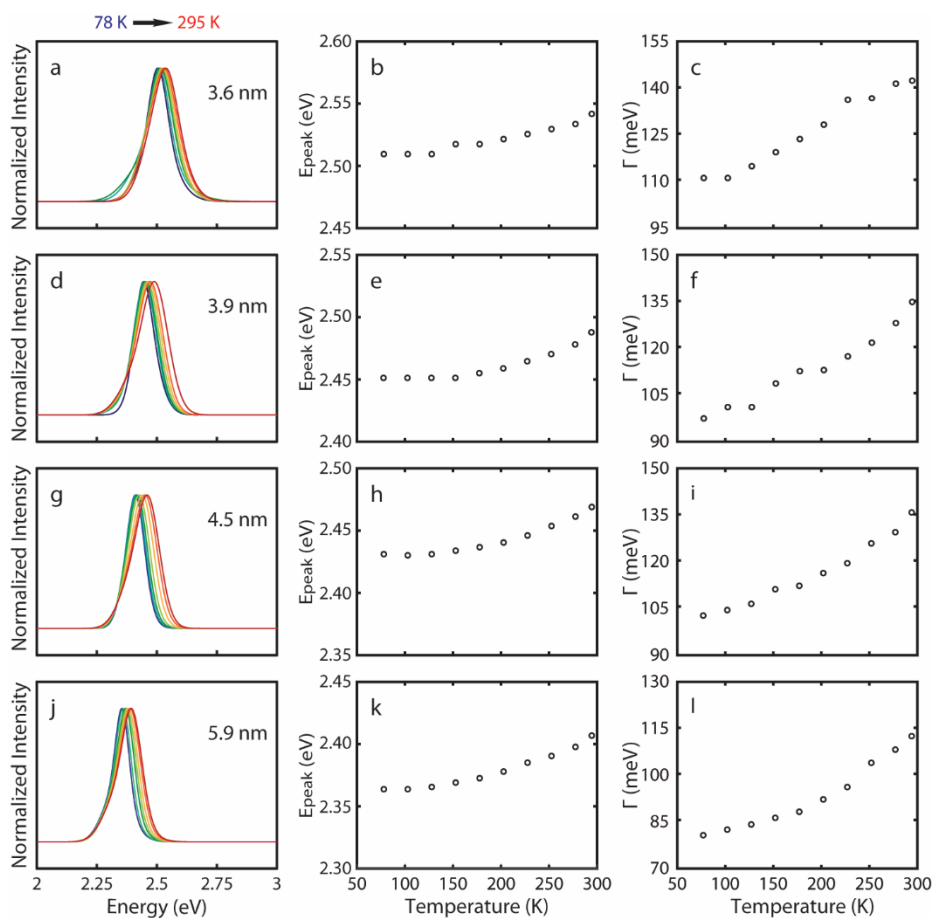 78 K 295 K
a
3.6 nm
Normalized Intensity
b
Epeak (eV)
2.60
2.55
2.50
2.45
c
Γ (meV)
155
140
125
110
95
d
3.9 nm
Normalized Intensity
e
Epeak (eV)
2.55
2.50
2.45
2.40
f
Γ (meV)
150
135
120
105
90
g
4.5 nm
Normalized Intensity
h
Epeak (eV)
2.50
2.45
2.40
2.35
i
Γ (meV)
150
135
120
105
90
j
5.9 nm
Normalized Intensity
2 2.25 2.5 2.75 3
Energy (eV)
k
Epeak (eV)
2.45
2.40
2.35
2.30
50 100 150 200 250 300
Temperature (K)
l
Γ (meV)
130
115
100
85
70
50 100 150 200 250 300
Temperature (K)